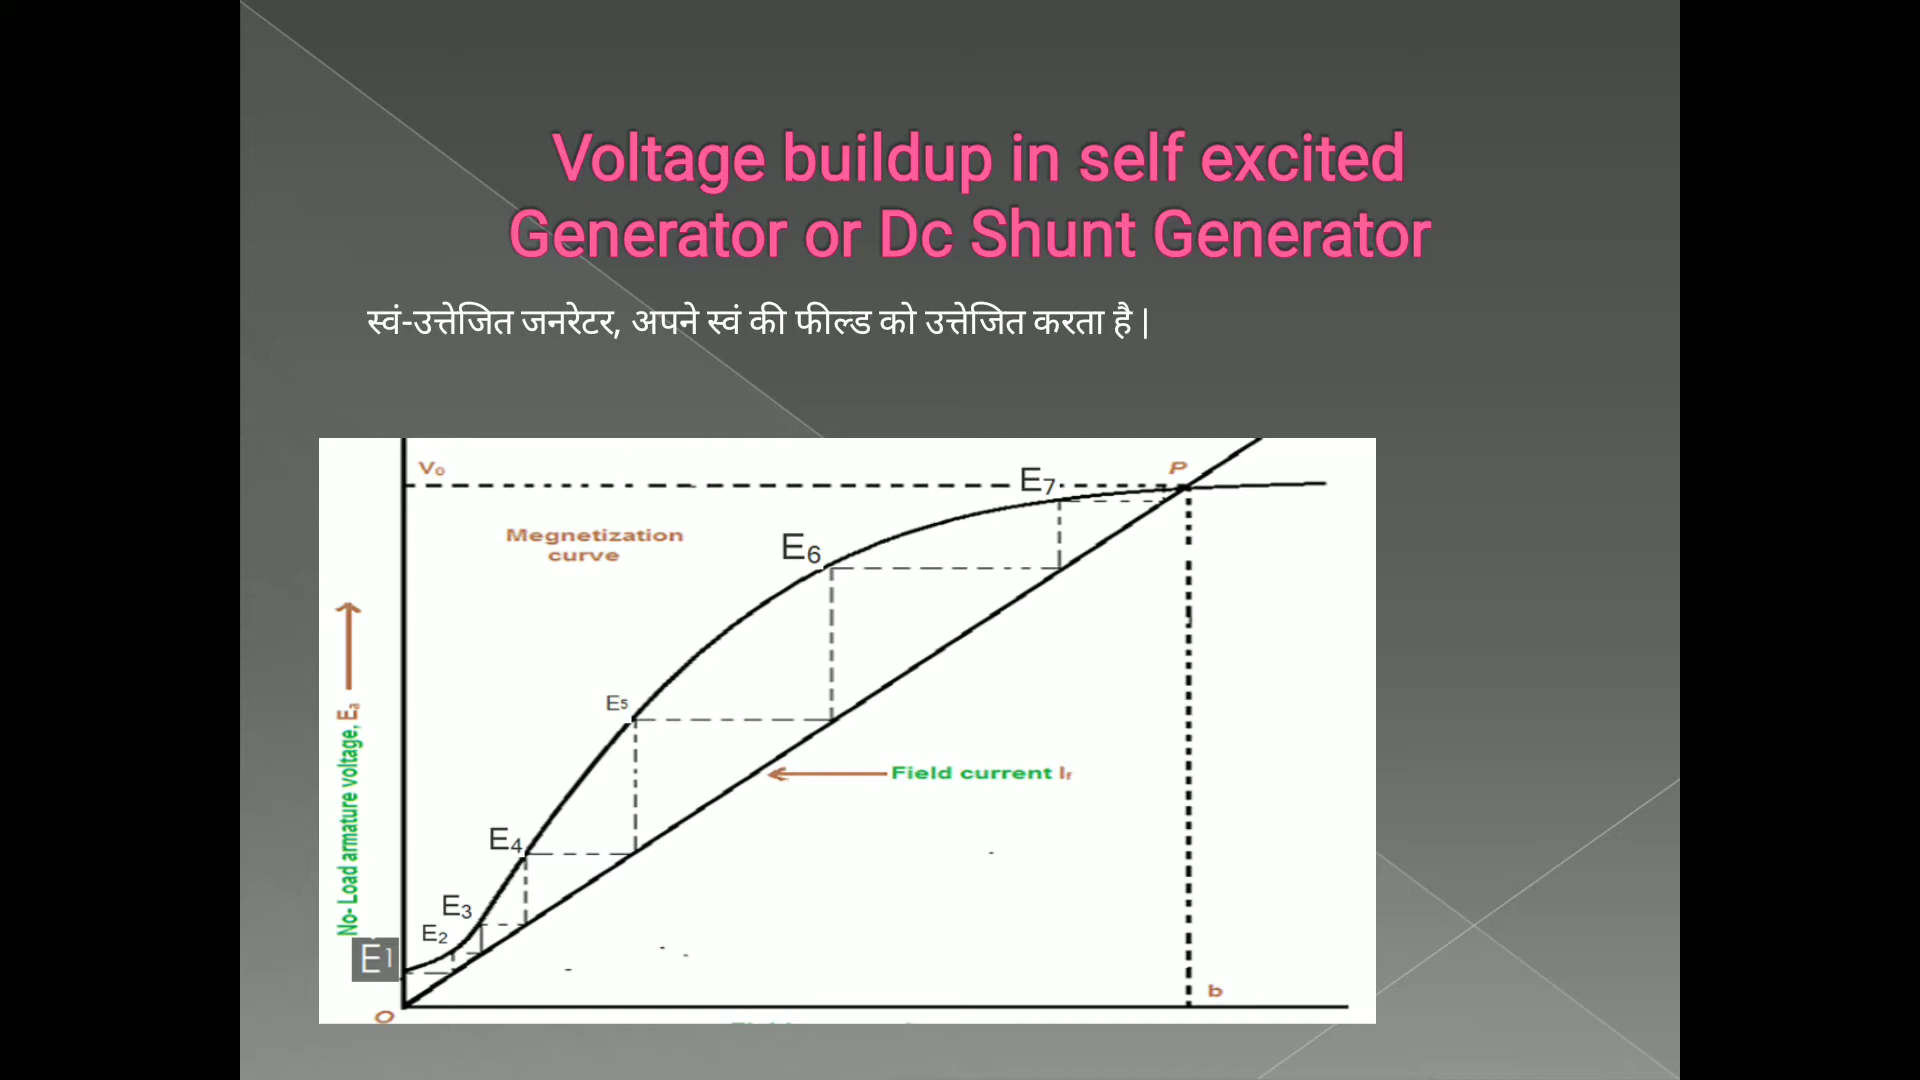 Voltage buildup in self excited
Generator or Dc Shunt Generator
स्वं-उत्तेजित जनरेटर, अपने स्वं की फील्ड को उत्तेजित करता है |
V₀
E₇
P
Megnetization
curve
E₆
E₅
No- Load armature voltage, Eₐ
Field current If
E₄
E₃
E₂
E1
b
O